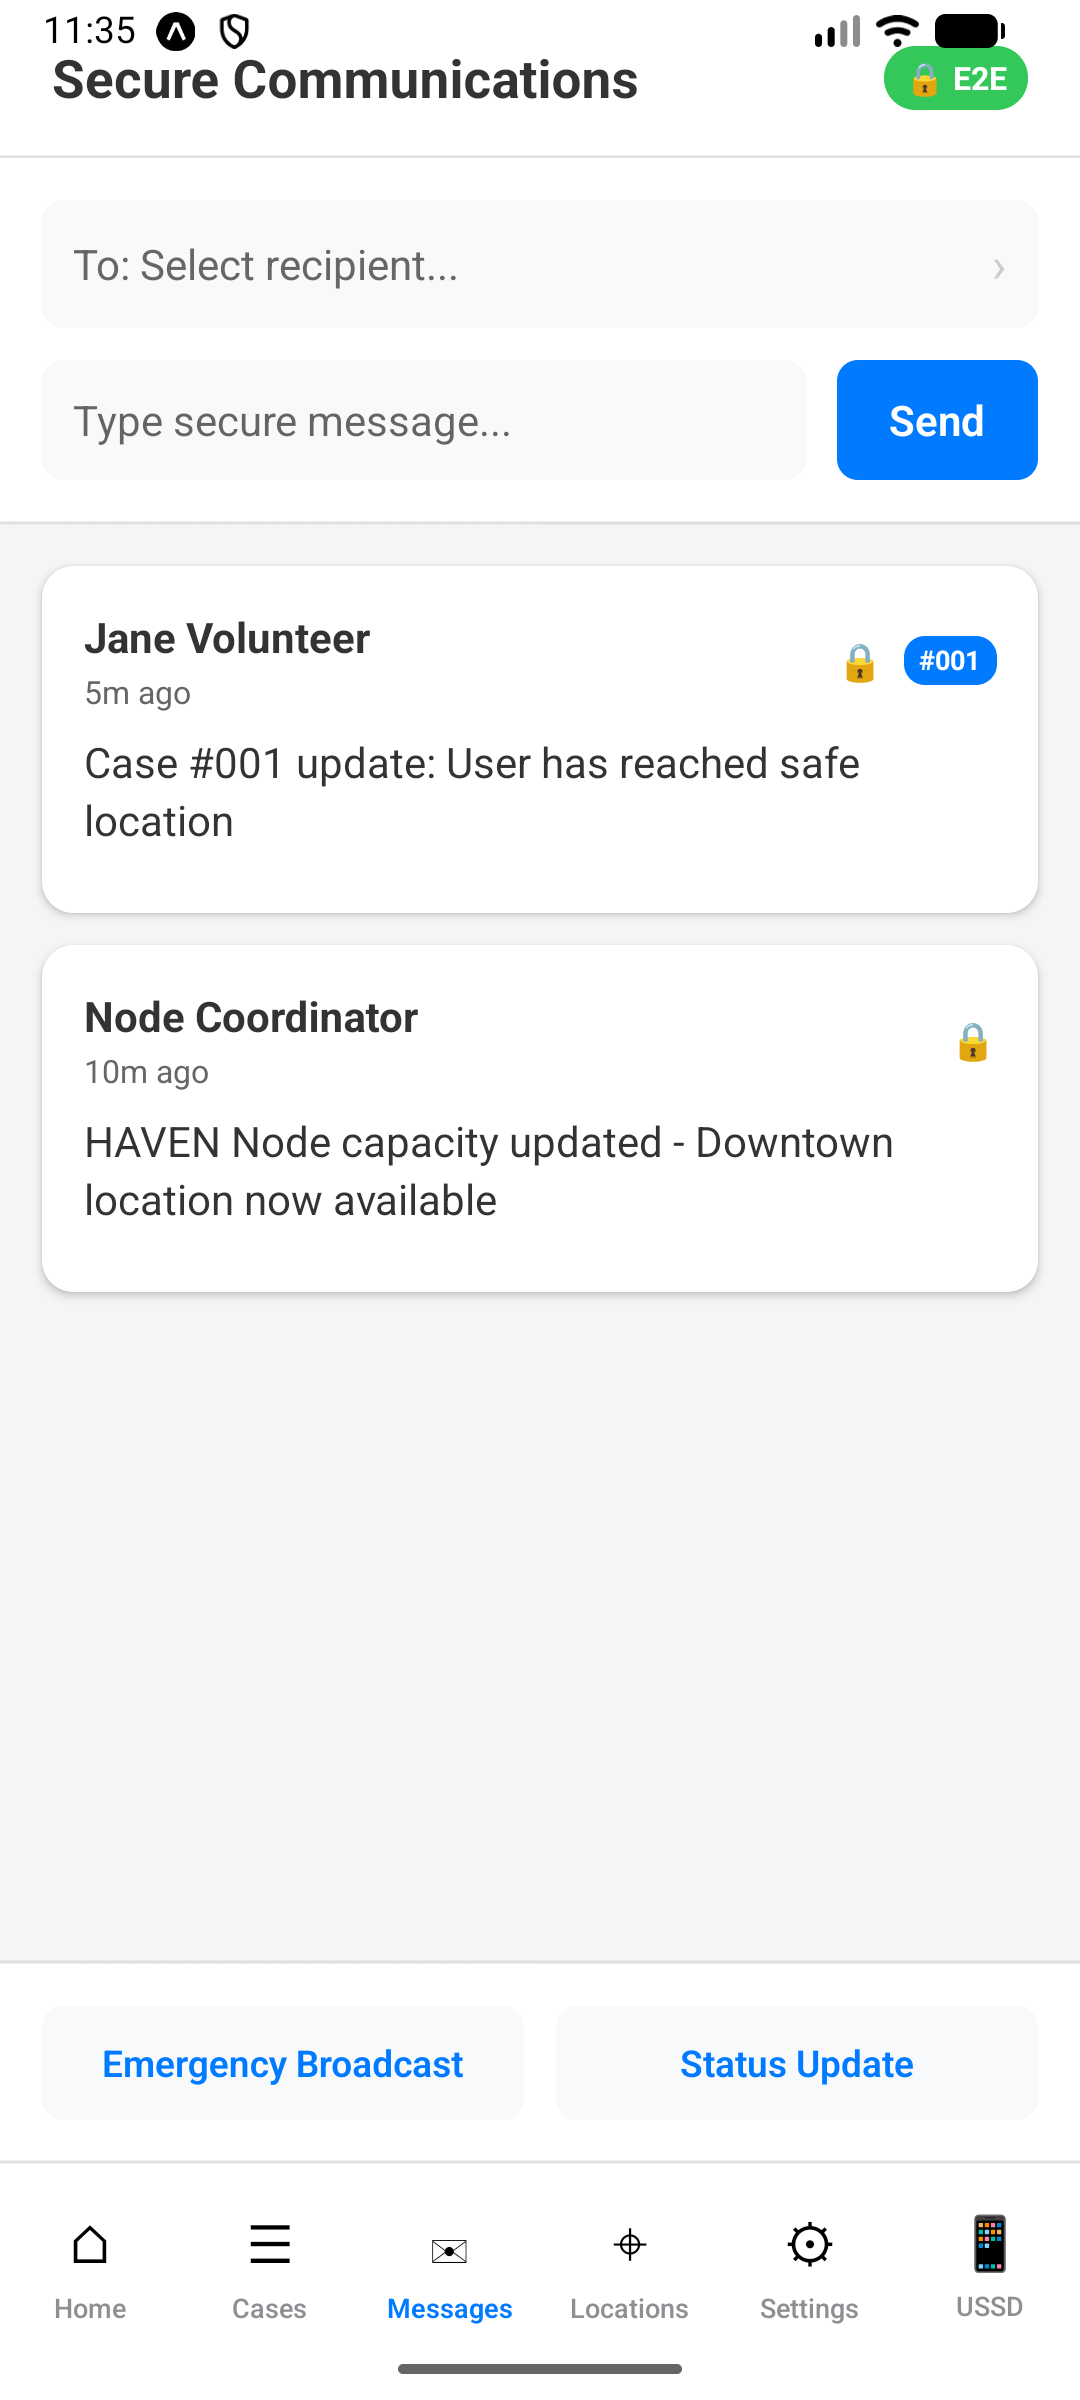 11:35
Secure Communications
🔒 E2E
To: Select recipient...
Type secure message...
Send
Jane Volunteer
5m ago
#001
Case #001 update: User has reached safe
location
Node Coordinator
10m ago
HAVEN Node capacity updated - Downtown
location now available
Emergency Broadcast
Status Update
Home
Cases
Messages
Locations
Settings
USSD